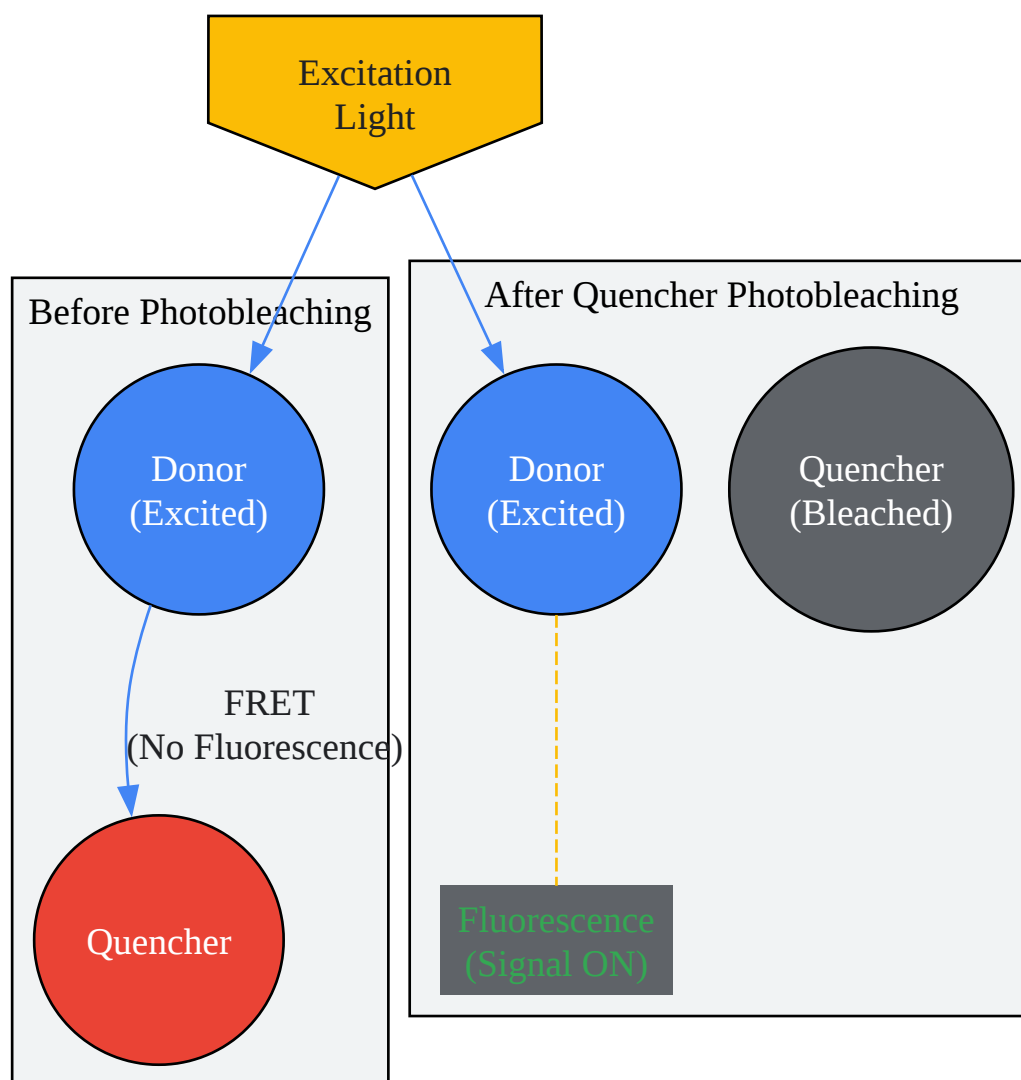 Excitation
Light
Before Photobleaching
Donor
(Excited)
FRET
(No Fluorescence)
Quencher
After Quencher Photobleaching
Donor
(Excited)
Quencher
(Bleached)
Fluorescence
(Signal ON)